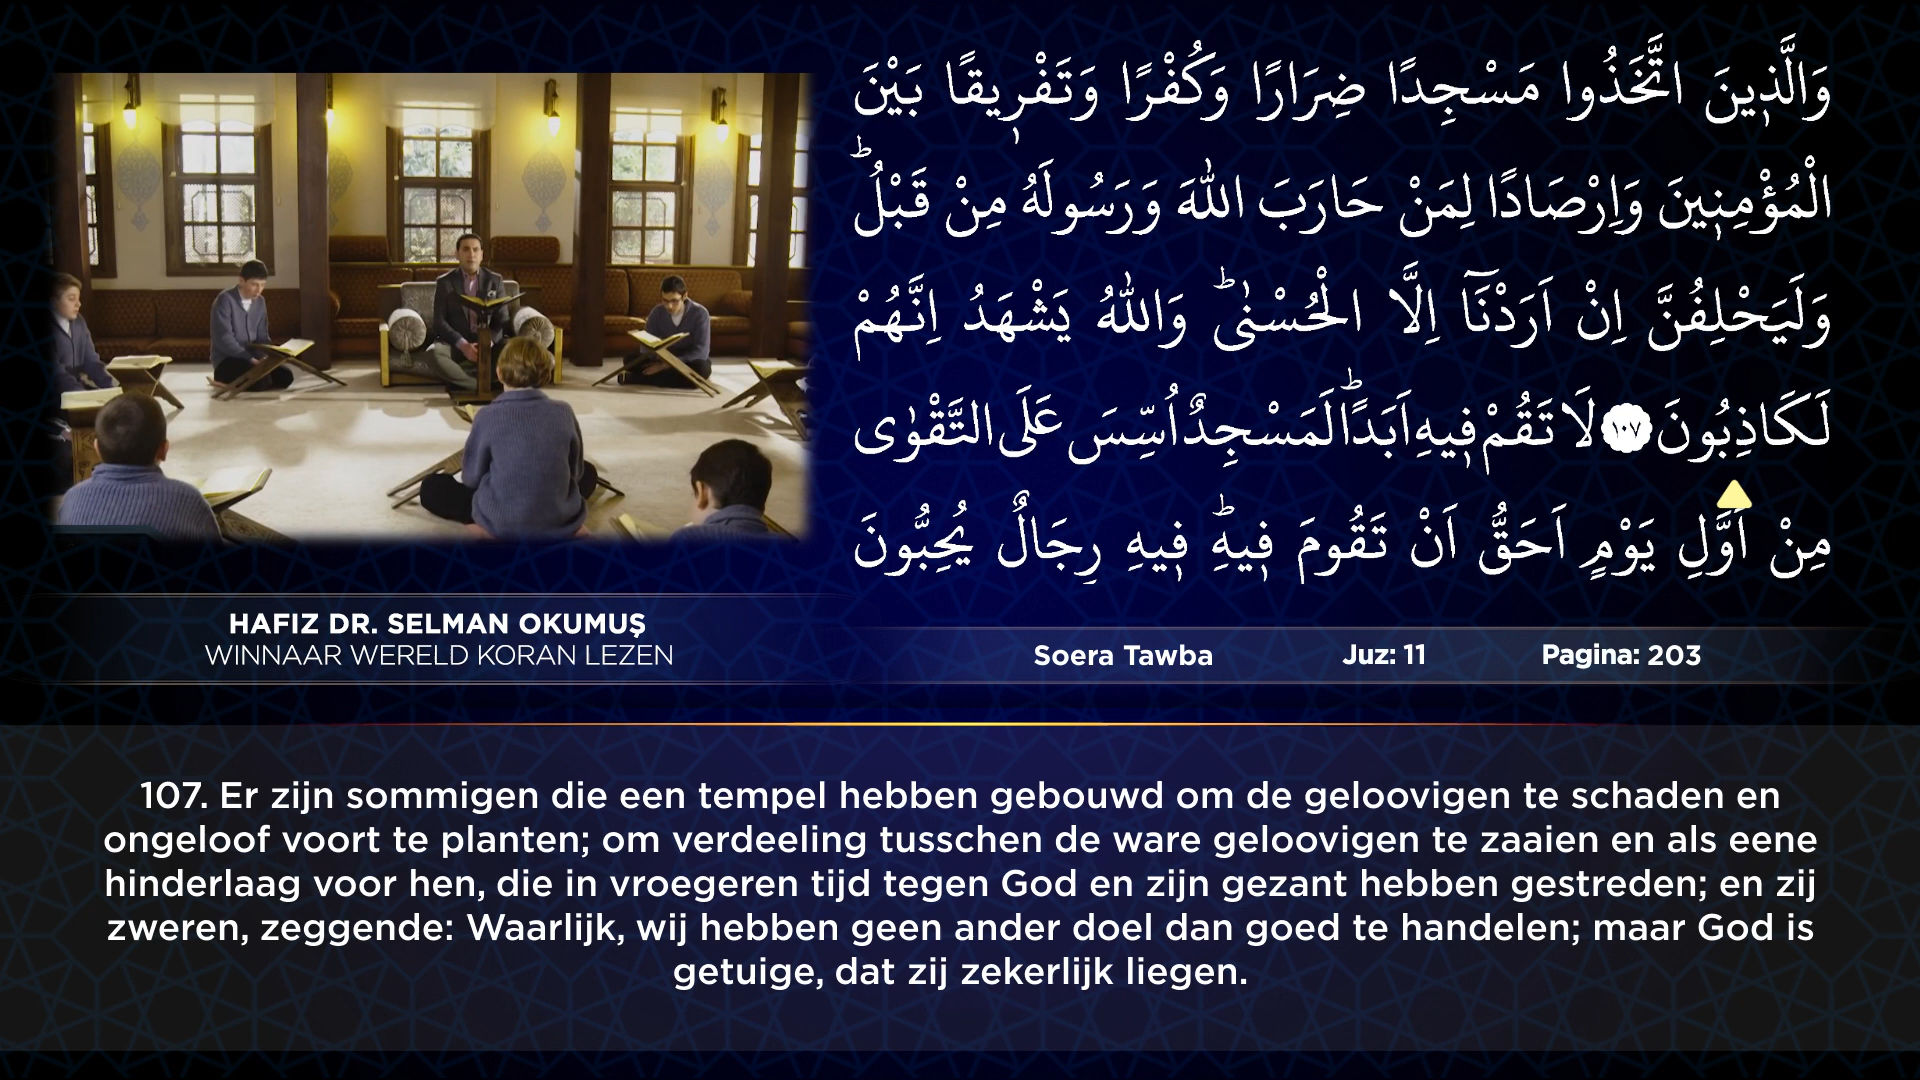 وَالَّذ۪ينَ اتَّخَذُوا مَسْجِدًا ضِرَارًا وَكُفْرًا وَتَفْر۪يقًا بَيْنَ
الْمُؤْمِن۪ينَ وَاِرْصَادًا لِمَنْ حَارَبَ اللّٰهَ وَرَسُولَهُ مِنْ قَبْلُۜ
وَلَيَحْلِفُنَّ اِنْ اَرَدْنَٓا اِلَّا الْحُسْنٰىۜ وَاللّٰهُ يَشْهَدُ اِنَّهُمْ
لَكَاذِبُونَ ﴿١٠٧﴾ لَا تَقُمْ ف۪يهِ اَبَدًاۜ لَمَسْجِدٌ اُسِّسَ عَلَى التَّقْوٰى
مِنْ اَوَّلِ يَوْمٍ اَحَقُّ اَنْ تَقُومَ ف۪يهِۜ ف۪يهِ رِجَالٌ يُحِبُّونَ
HAFIZ DR. SELMAN OKUMUŞ
WINNAAR WERELD KORAN LEZEN
Soera Tawba Juz: 11 Pagina: 203
107. Er zijn sommigen die een tempel hebben gebouwd om de geloovigen te schaden en
ongeloof voort te planten; om verdeeling tusschen de ware geloovigen te zaaien en als eene
hinderlaag voor hen, die in vroegeren tijd tegen God en zijn gezant hebben gestreden; en zij
zweren, zeggende: Waarlijk, wij hebben geen ander doel dan goed te handelen; maar God is
getuige, dat zij zekerlijk liegen.